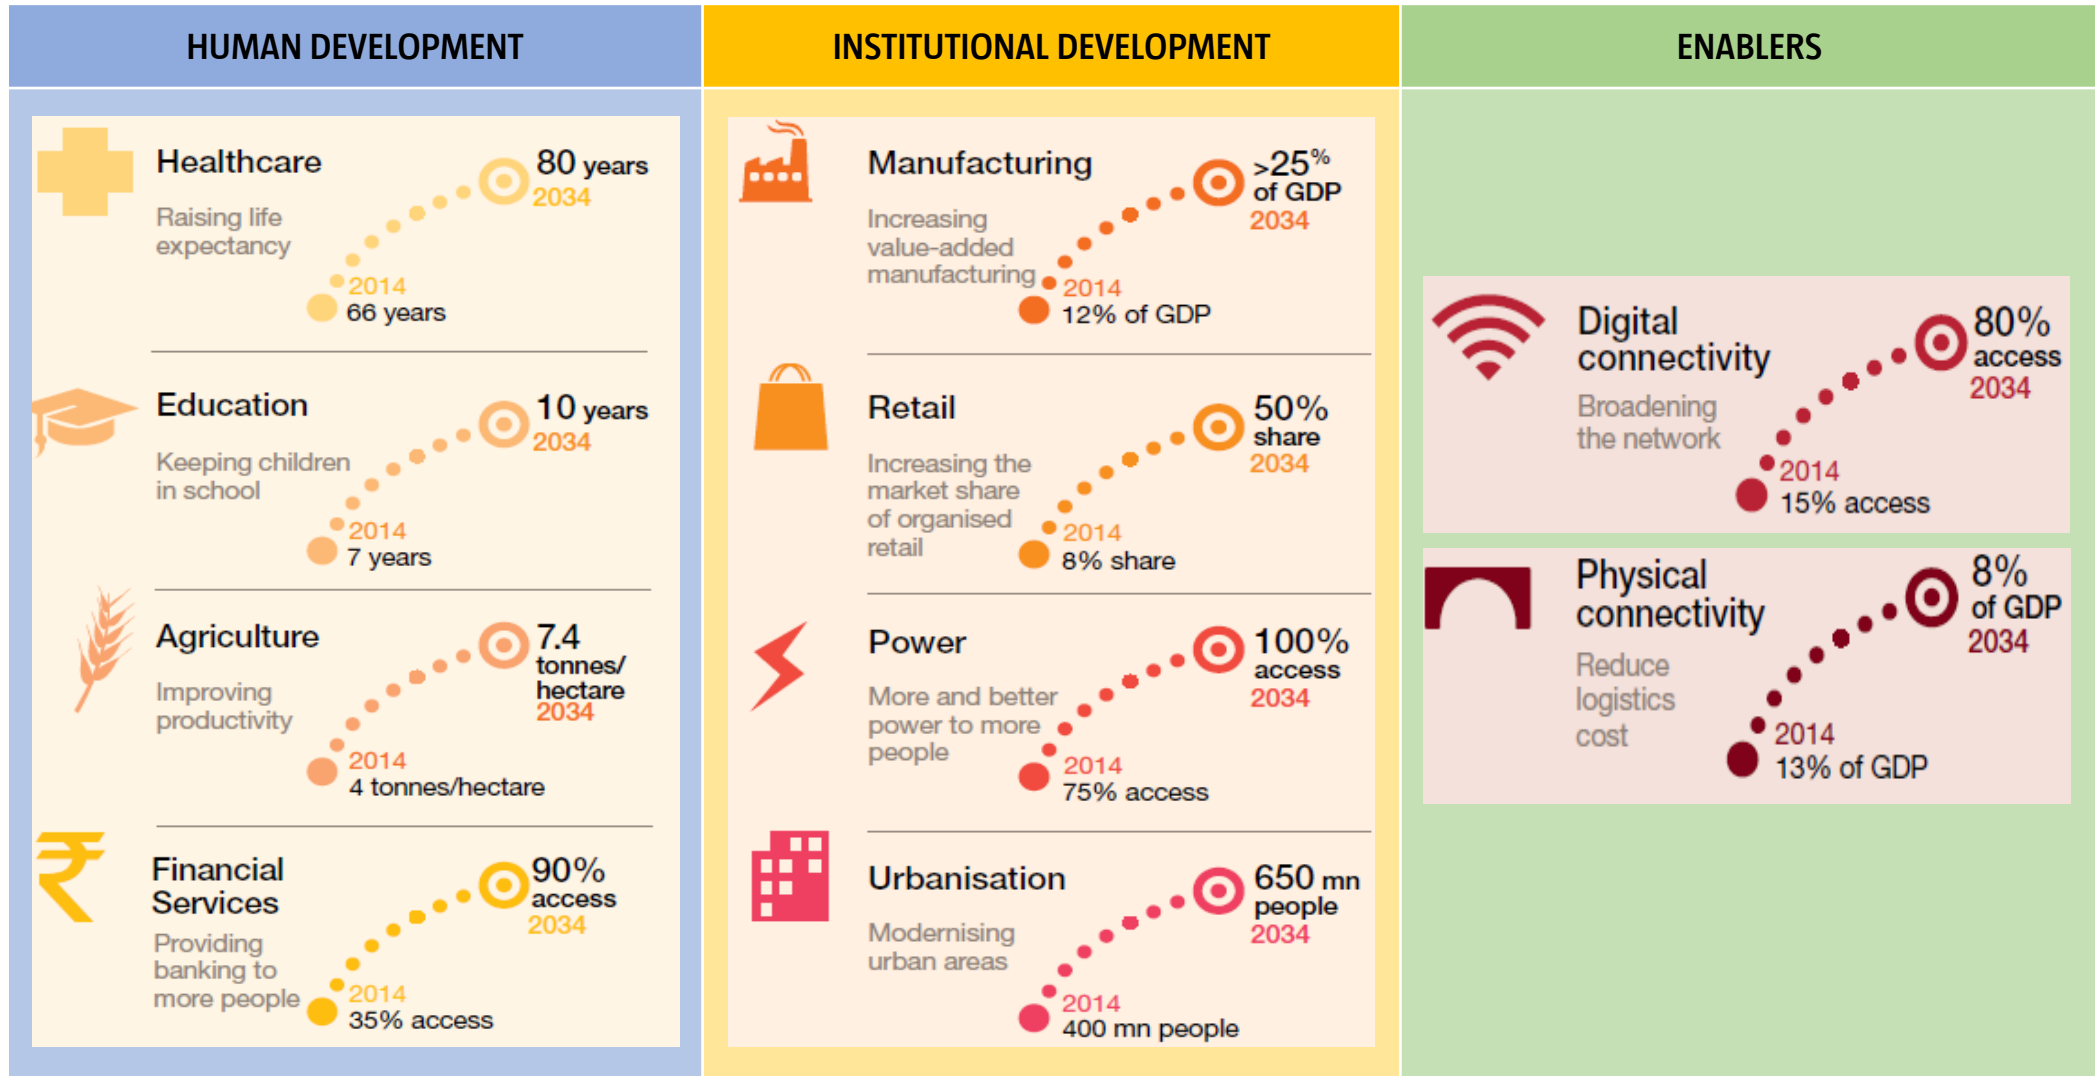 HUMAN DEVELOPMENT
Healthcare
Raising life
expectancy
80 years
2034
2014
66 years
Education
Keeping children
in school
10 years
2034
2014
7 years
Agriculture
Improving
productivity
7.4
tonnes/
hectare
2034
2014
4 tonnes/hectare
₹
Financial
Services
Providing
banking to
more people
90%
access
2034
2014
35% access
INSTITUTIONAL DEVELOPMENT
Manufacturing
Increasing
value-added
manufacturing
>25%
of GDP
2034
2014
12% of GDP
Retail
Increasing the
market share
of organised
retail
50%
share
2034
2014
8% share
Power
More and better
power to more
people
100%
access
2034
2014
75% access
Urbanisation
Modernising
urban areas
650 mn
people
2034
2014
400 mn people
ENABLERS
Digital
connectivity
Broadening
the network
80%
access
2034
2014
15% access
Physical
connectivity
Reduce
logistics
cost
8%
of GDP
2034
2014
13% of GDP